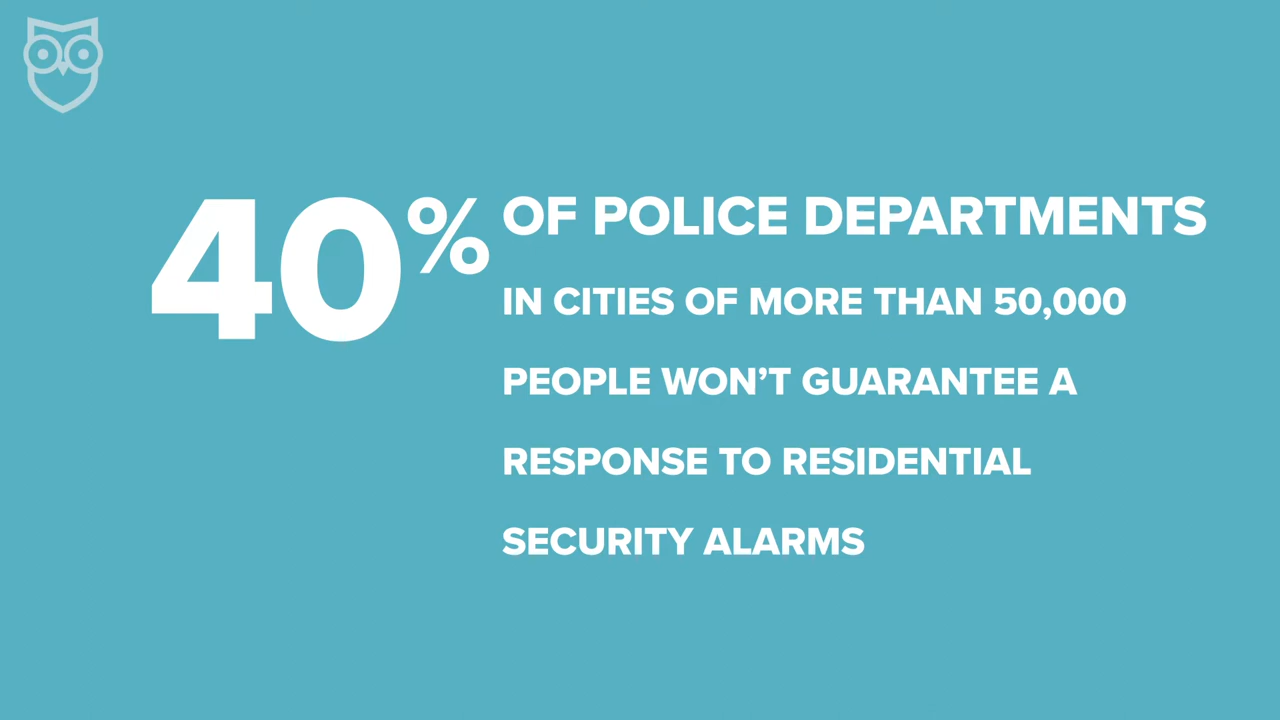 40% OF POLICE DEPARTMENTS
IN CITIES OF MORE THAN 50,000
PEOPLE WON’T GUARANTEE A
RESPONSE TO RESIDENTIAL
SECURITY ALARMS